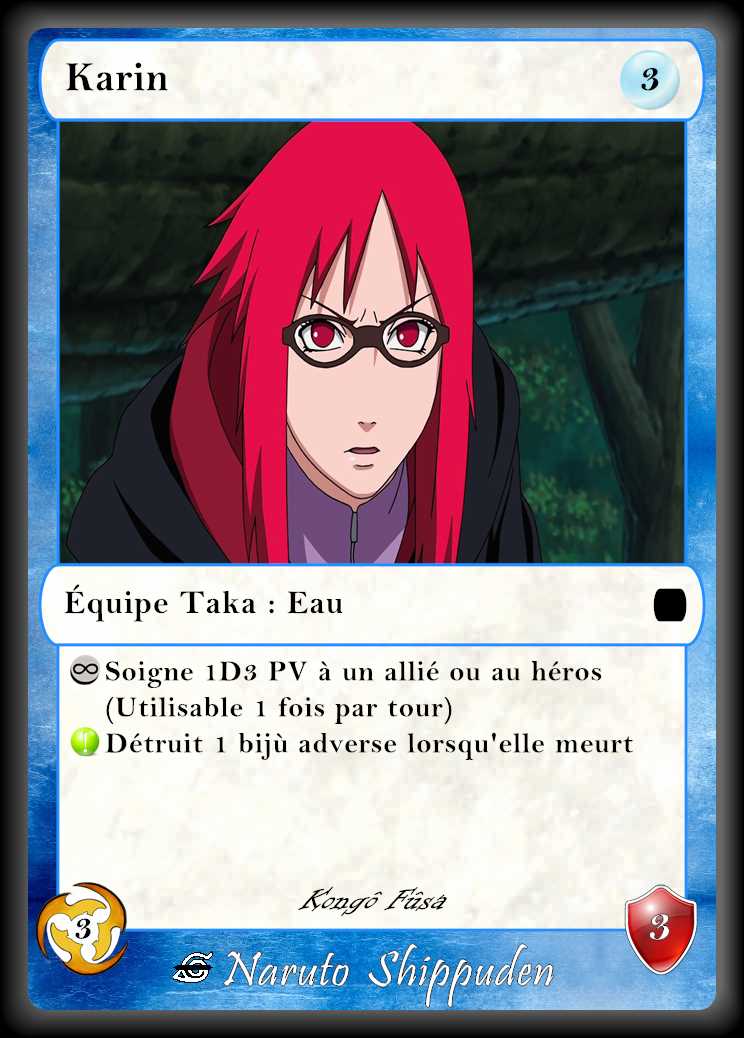 Karin
3
Équipe Taka : Eau
Soigne 1D3 PV à un allié ou au héros
(Utilisable 1 fois par tour)
Détruit 1 bijù adverse lorsqu'elle meurt
Kongô Fûsa
3
3
Naruto Shippuden